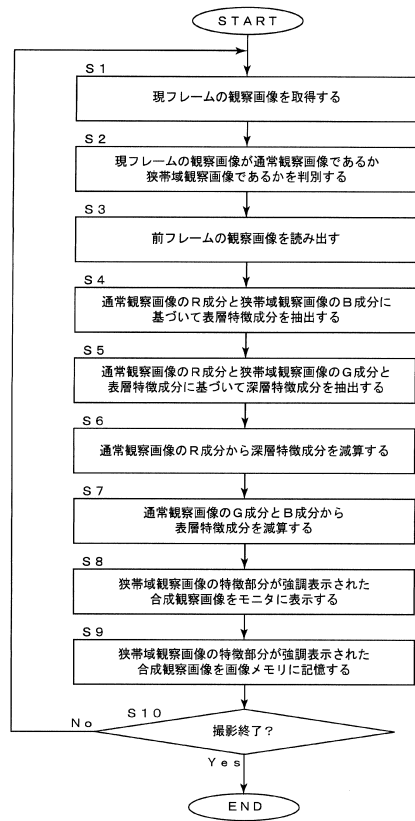 START
S1
現フレームの観察画像を取得する
S2
現フレームの観察画像が通常観察画像であるか
狭帯域観察画像であるかを判別する
S3
前フレームの観察画像を読み出す
S4
通常観察画像のR成分と狭帯域観察画像のB成分に
基づいて表層特徴成分を抽出する
S5
通常観察画像のR成分と狭帯域観察画像のG成分と
表層特徴成分に基づいて深層特徴成分を抽出する
S6
通常観察画像のR成分から深層特徴成分を減算する
S7
通常観察画像のG成分とB成分から
表層特徴成分を減算する
S8
狭帯域観察画像の特徴部分が強調表示された
合成観察画像をモニタに表示する
S9
狭帯域観察画像の特徴部分が強調表示された
合成観察画像を画像メモリに記憶する
S10
No
撮影終了?
Yes
END